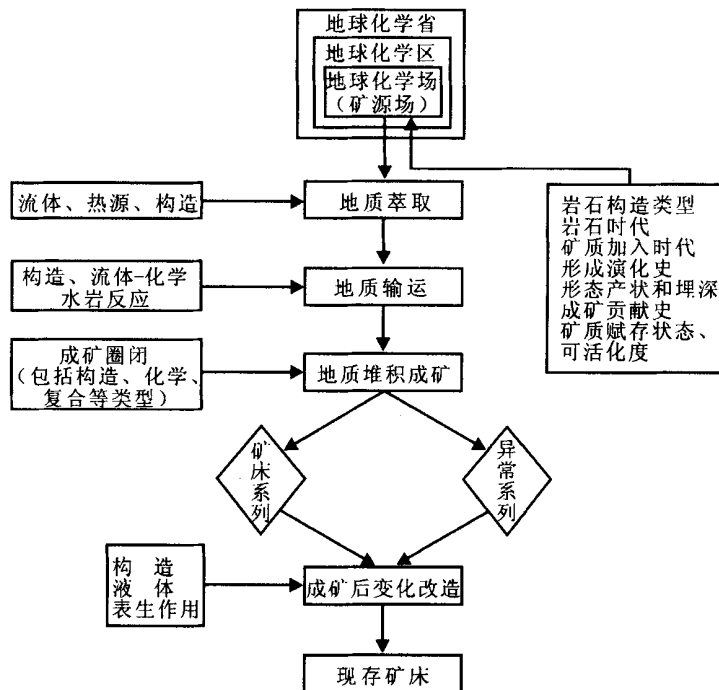 地球化学省
地球化学区
地球化学场
（矿源场）
流体、热源、构造
地质萃取
岩石构造类型
岩石时代
矿质加入时代
形成演化史
形态产状和埋深
成矿贡献史
矿质赋存状态、
可活化度
构造、流体-化学
水岩反应
地质输运
成矿圈闭
（包括构造、化学、
复合等类型）
地质堆积成矿
矿床系列
异常系列
构 造
液 体
表生作用
成矿后变化改造
现存矿床